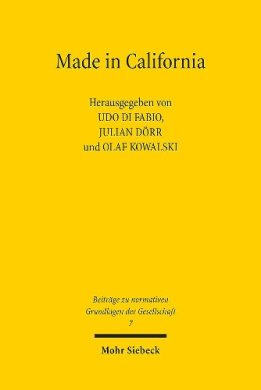 Made in California
Herausgegeben von
UDO DI FABIO,
JULIAN DÖRR
und OLAF KOWALSKI
Beiträge zu normativen
Grundlagen der Gesellschaft
7
Mohr Siebeck